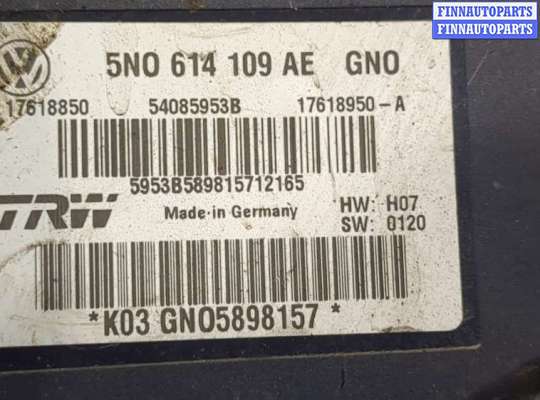 FINNAUTOPARTS
FINNAUTOPARTS
5N0 614 109 AE GNO
17618850 54085953B 17618950-A
5953B589815712165
TRW Made in Germany HW: H07
SW: 0120
*K03 GNO5898157 *